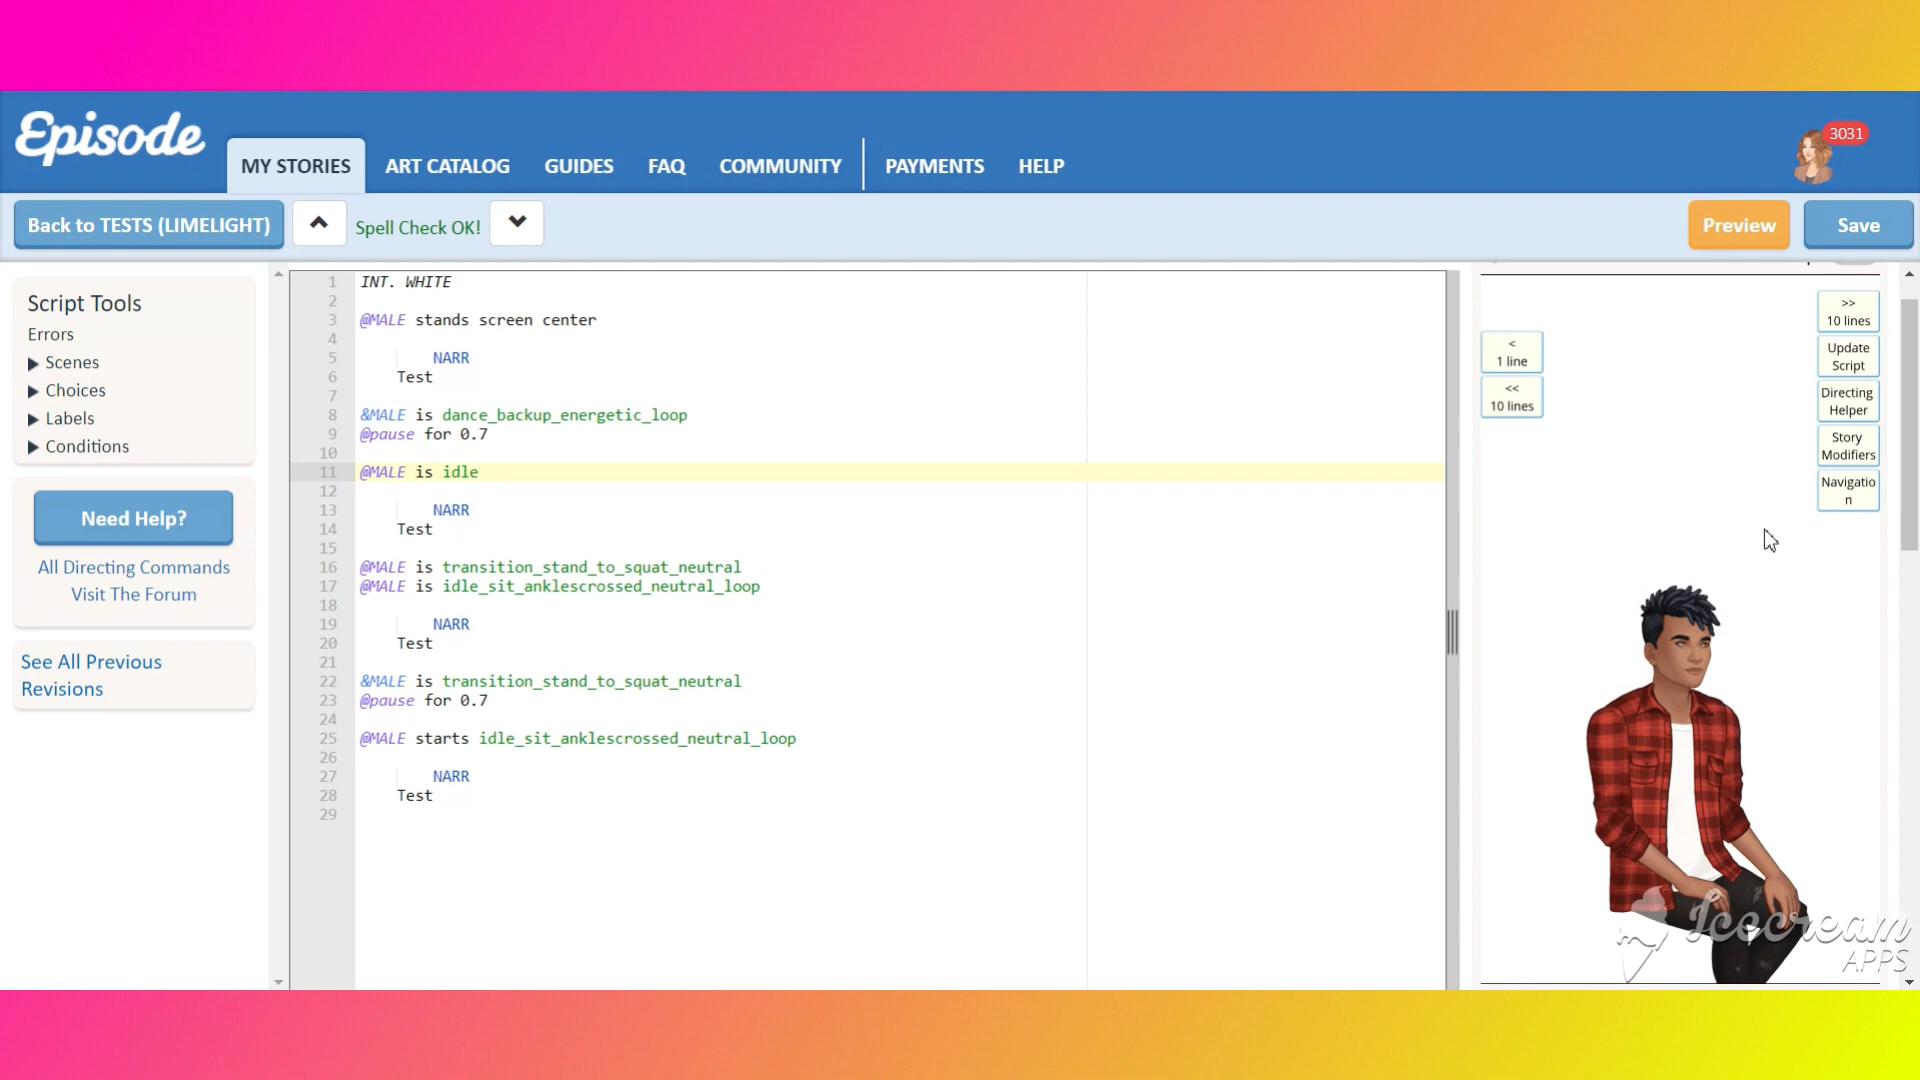 Episode
MY STORIES
ART CATALOG
GUIDES
FAQ
COMMUNITY
PAYMENTS
HELP
3031
Back to TESTS (LIMELIGHT)
Spell Check OK!
Preview
Save
Script Tools
Errors
Scenes
Choices
Labels
Conditions
Need Help?
All Directing Commands
Visit The Forum
See All Previous
Revisions
1 INT. WHITE
2
3 @MALE stands screen center
4
5 NARR
6 Test
7
8 &MALE is dance_backup_energetic_loop
9 @pause for 0.7
10
11 @MALE is idle
12
13 NARR
14 Test
15
16 @MALE is transition_stand_to_squat_neutral
17 @MALE is idle_sit_anklescrossed_neutral_loop
18
19 NARR
20 Test
21
22 &MALE is transition_stand_to_squat_neutral
23 @pause for 0.7
24
25 @MALE starts idle_sit_anklescrossed_neutral_loop
26
27 NARR
28 Test
29
<
1 line
<<
10 lines
>>
10 lines
Update
Script
Directing
Helper
Story
Modifiers
Navigatio
n
Icecream
APPS